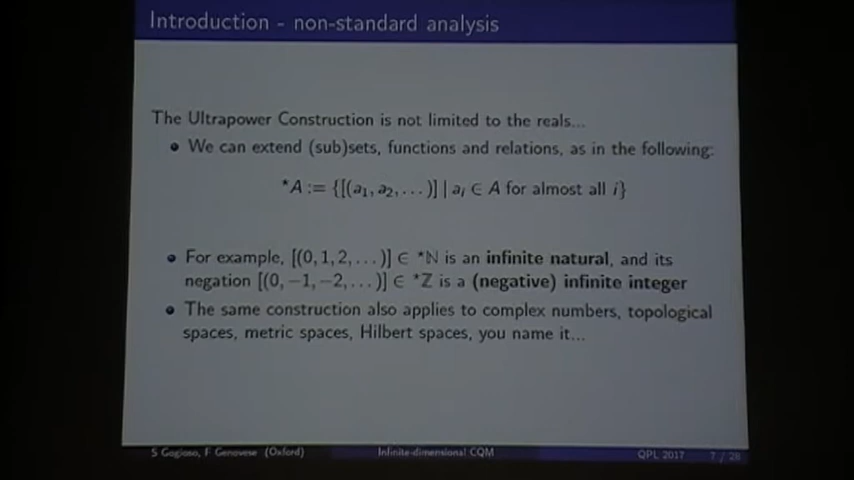 Introduction - non-standard analysis
The Ultrapower Construction is not limited to the reals...
• We can extend (sub)sets, functions and relations, as in the following:
*A := {[(a₁, a₂, . . . )] | aᵢ ∈ A for almost all i}
• For example, [(0, 1, 2, . . . )] ∈ *ℕ is an infinite natural, and its
negation [(0, −1, −2, . . . )] ∈ *ℤ is a (negative) infinite integer
• The same construction also applies to complex numbers, topological
spaces, metric spaces, Hilbert spaces, you name it...
S Gogioso, F Genovese (Oxford) Infinite-dimensional CQM QPL 2017 7 / 28